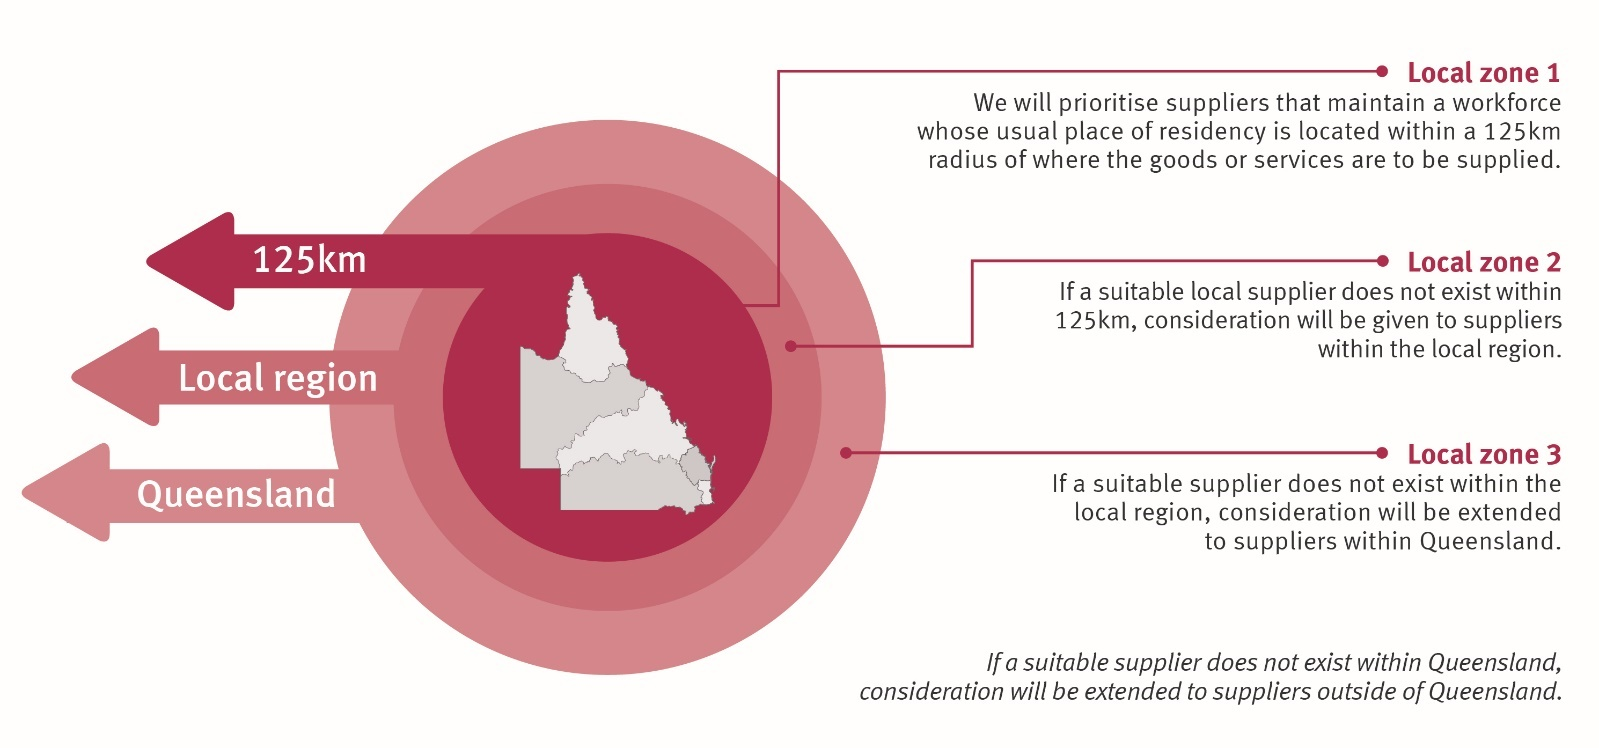 125km
Local region
Queensland
Local zone 1
We will prioritise suppliers that maintain a workforce
whose usual place of residency is located within a 125km
radius of where the goods or services are to be supplied.
Local zone 2
If a suitable local supplier does not exist within
125km, consideration will be given to suppliers
within the local region.
Local zone 3
If a suitable supplier does not exist within the
local region, consideration will be extended
to suppliers within Queensland.
If a suitable supplier does not exist within Queensland,
consideration will be extended to suppliers outside of Queensland.